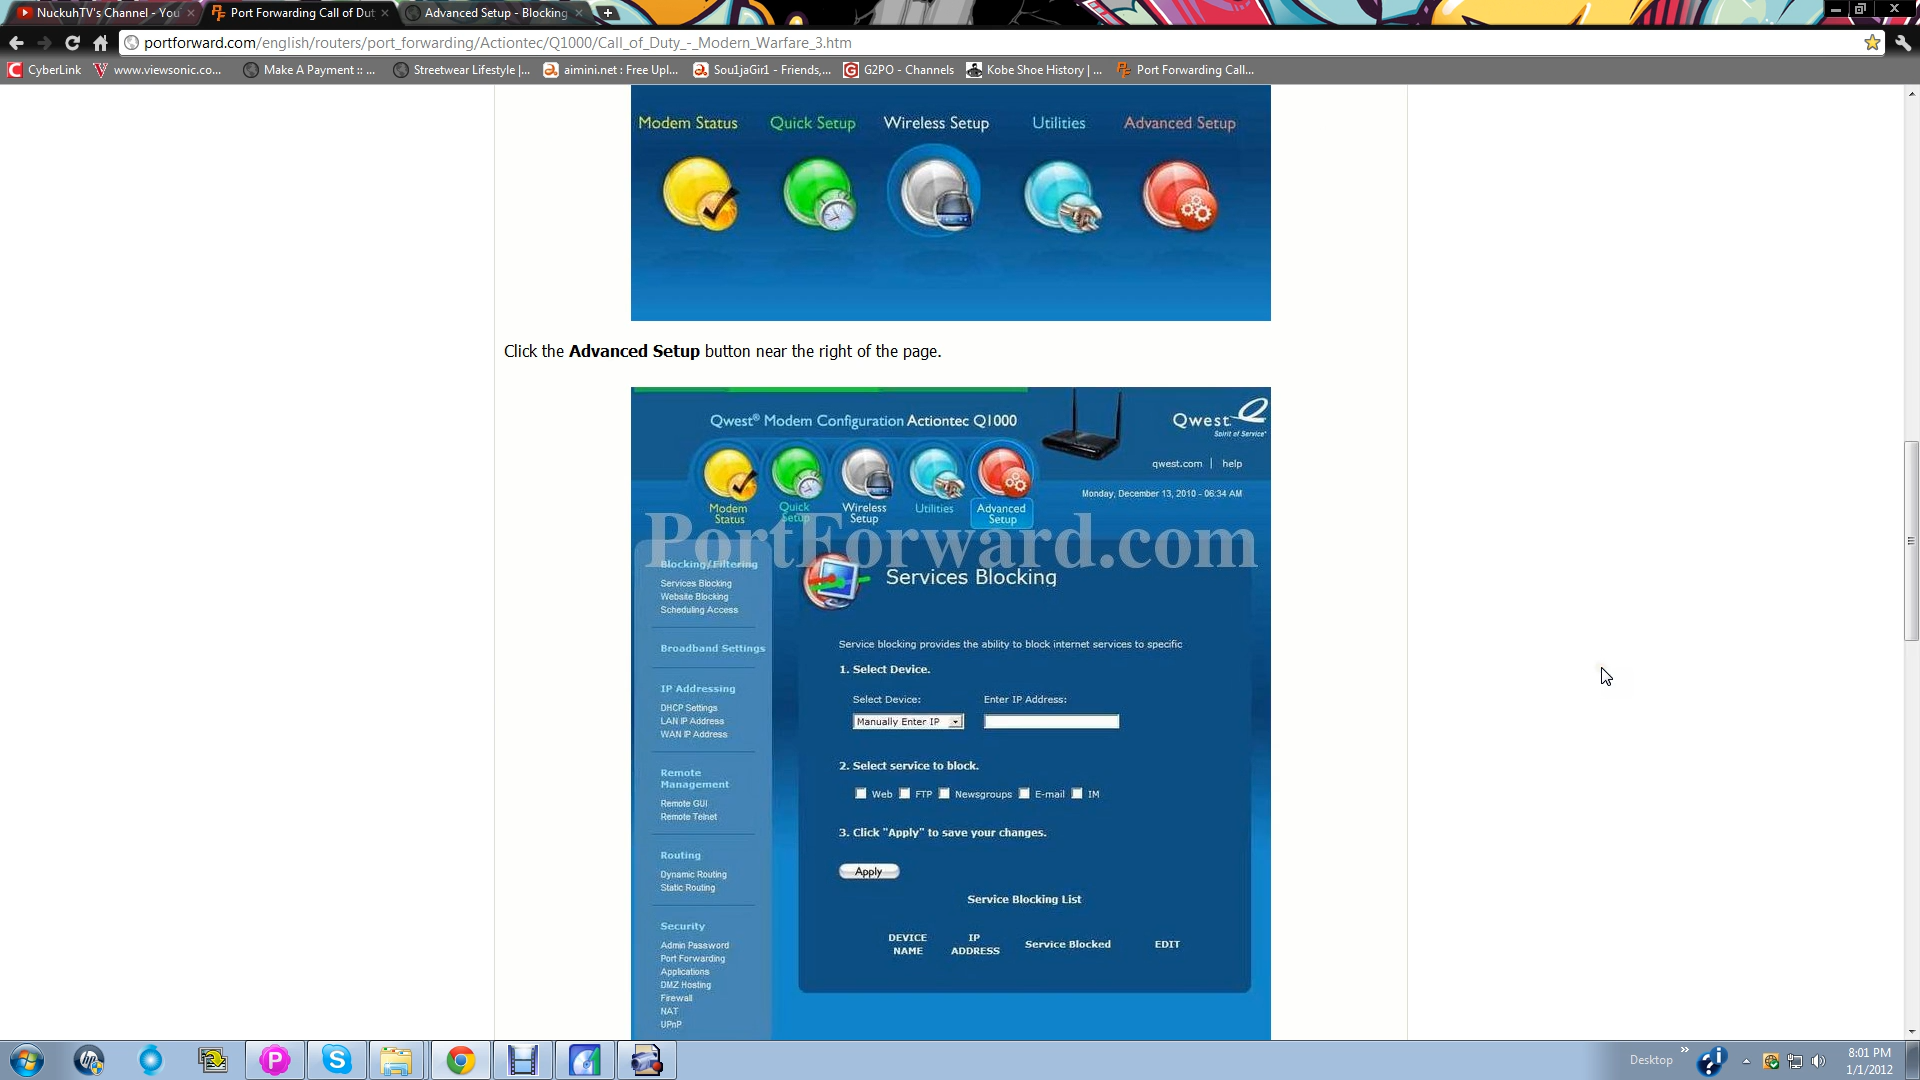 NuckuhTV's Channel - You
Port Forwarding Call of Dut
Advanced Setup - Blocking
portforward.com/english/routers/port_forwarding/Actiontec/Q1000/Call_of_Duty_-_Modern_Warfare_3.htm
CyberLink
www.viewsonic.co...
Make A Payment :: ...
Streetwear Lifestyle |...
aimini.net : Free Upl...
Sou1jaGir1 - Friends,...
G2PO - Channels
Kobe Shoe History | ...
Port Forwarding Call...
Modem Status Quick Setup Wireless Setup Utilities Advanced Setup
Click the Advanced Setup button near the right of the page.
Qwest® Modem Configuration Actiontec Q1000
Qwest
Spirit of Service®
qwest.com | help
Monday, December 13, 2010 - 06:34 AM
Modem Status
Quick Setup
Wireless Setup
Utilities
Advanced Setup
PortForward.com
Blocking/Filtering
Services Blocking
Website Blocking
Scheduling Access
Broadband Settings
IP Addressing
DHCP Settings
LAN IP Address
WAN IP Address
Remote
Management
Remote GUI
Remote Telnet
Routing
Dynamic Routing
Static Routing
Security
Admin Password
Port Forwarding
Applications
DMZ Hosting
Firewall
NAT
UPnP
Services Blocking
Service blocking provides the ability to block internet services to specific
1. Select Device.
Select Device: Enter IP Address:
Manually Enter IP
2. Select service to block.
Web FTP Newsgroups E-mail IM
3. Click "Apply" to save your changes.
Apply
Service Blocking List
DEVICE NAME
IP ADDRESS
Service Blocked
EDIT
Desktop
8:01 PM
1/1/2012